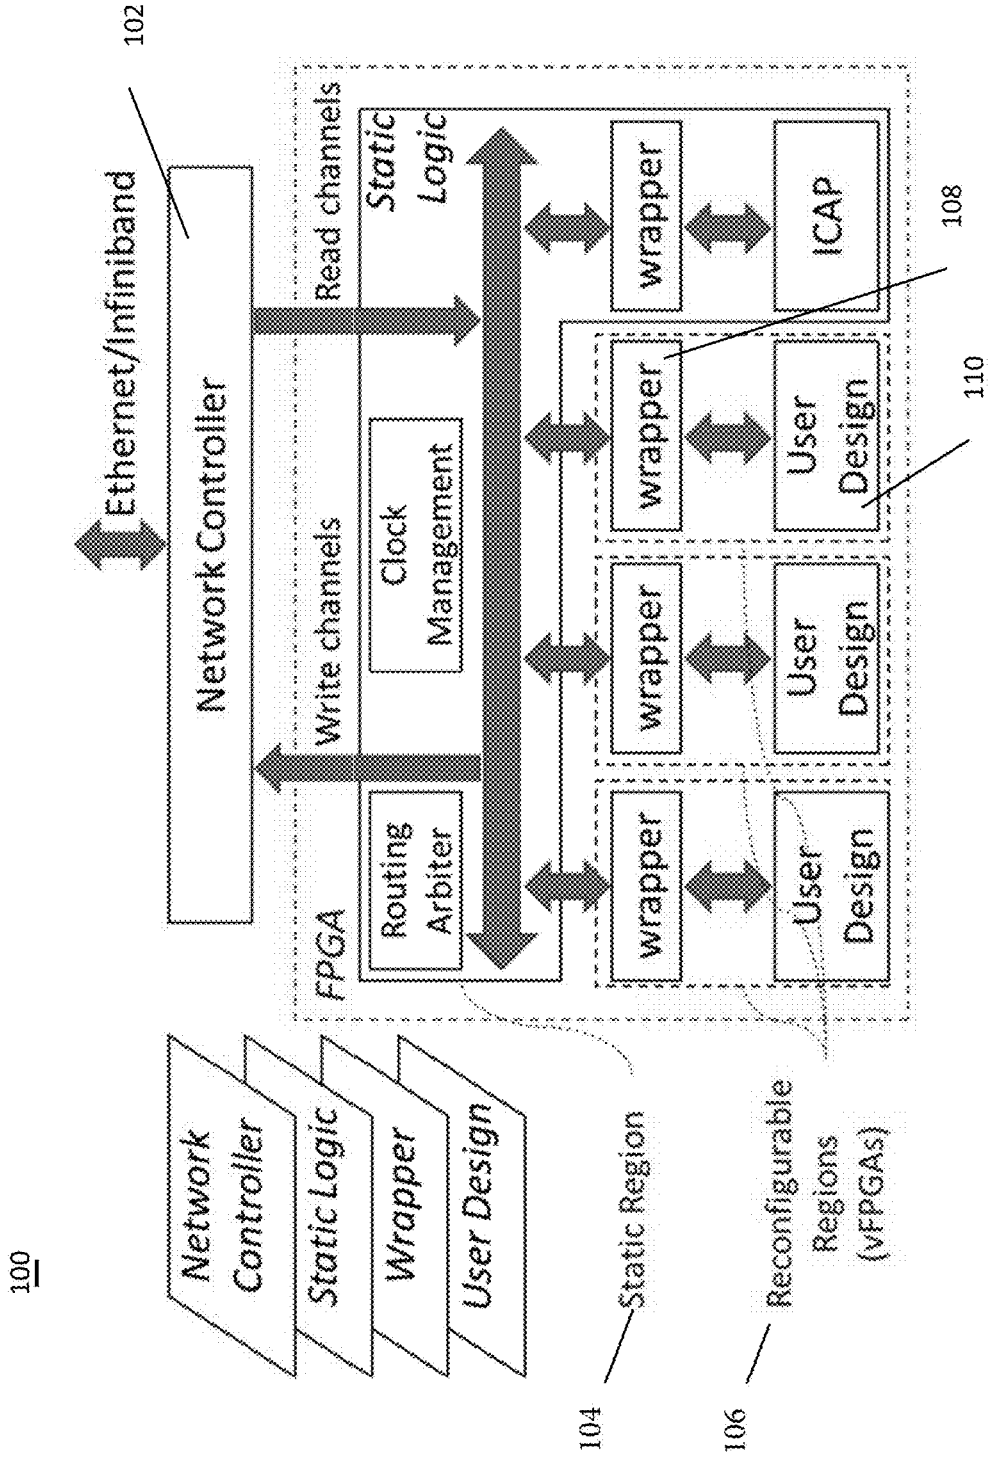 100
102
Ethernet/Infiniband
Network Controller
Network
Controller
Static Logic
Wrapper
User Design
FPGA
Write channels
Read channels
Routing
Arbiter
Clock
Management
Static
Logic
wrapper
wrapper
wrapper
wrapper
User
Design
User
Design
User
Design
ICAP
108
110
104
Static Region
106
Reconfigurable
Regions
(vFPGAs)